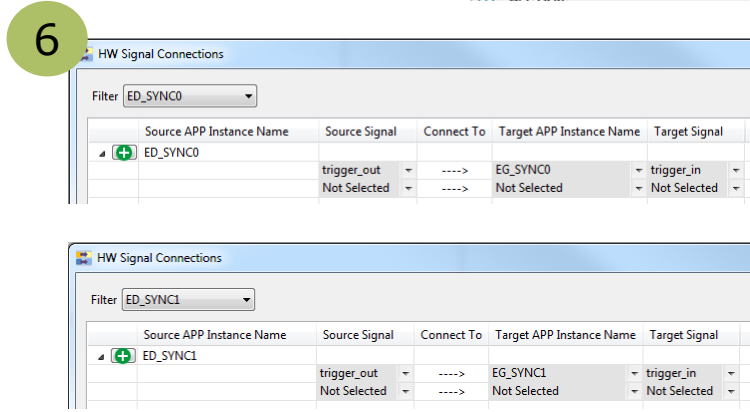 6
HW Signal Connections
Filter ED_SYNC0
Source APP Instance Name Source Signal Connect To Target APP Instance Name Target Signal
ED_SYNC0
trigger_out ----> EG_SYNC0 trigger_in
Not Selected ----> Not Selected Not Selected
HW Signal Connections
Filter ED_SYNC1
Source APP Instance Name Source Signal Connect To Target APP Instance Name Target Signal
ED_SYNC1
trigger_out ----> EG_SYNC1 trigger_in
Not Selected ----> Not Selected Not Selected